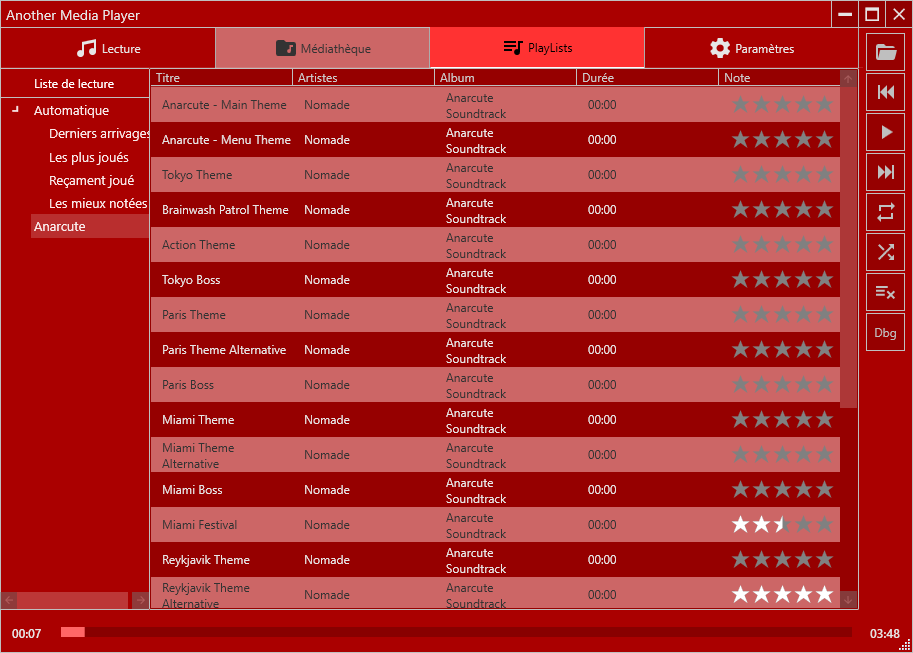 Another Media Player
Lecture
Médiathèque
PlayLists
Paramètres
Liste de lecture
Automatique
Derniers arrivages
Les plus joués
Reçament joué
Les mieux notées
Anarcute
Titre Artistes Album Durée Note
Anarcute - Main Theme Nomade Anarcute 00:00
Soundtrack
Anarcute - Menu Theme Nomade Anarcute 00:00
Soundtrack
Tokyo Theme Nomade Anarcute 00:00
Soundtrack
Brainwash Patrol Theme Nomade Anarcute 00:00
Soundtrack
Action Theme Nomade Anarcute 00:00
Soundtrack
Tokyo Boss Nomade Anarcute 00:00
Soundtrack
Paris Theme Nomade Anarcute 00:00
Soundtrack
Paris Theme Alternative Nomade Anarcute 00:00
Soundtrack
Paris Boss Nomade Anarcute 00:00
Soundtrack
Miami Theme Nomade Anarcute 00:00
Soundtrack
Miami Theme Nomade Anarcute 00:00
Alternative Soundtrack
Miami Boss Nomade Anarcute 00:00
Soundtrack
Miami Festival Nomade Anarcute 00:00
Soundtrack
Reykjavik Theme Nomade Anarcute 00:00
Soundtrack
Reykjavik Theme Nomade Anarcute 00:00
Alternative Soundtrack
Dbg
00:07
03:48